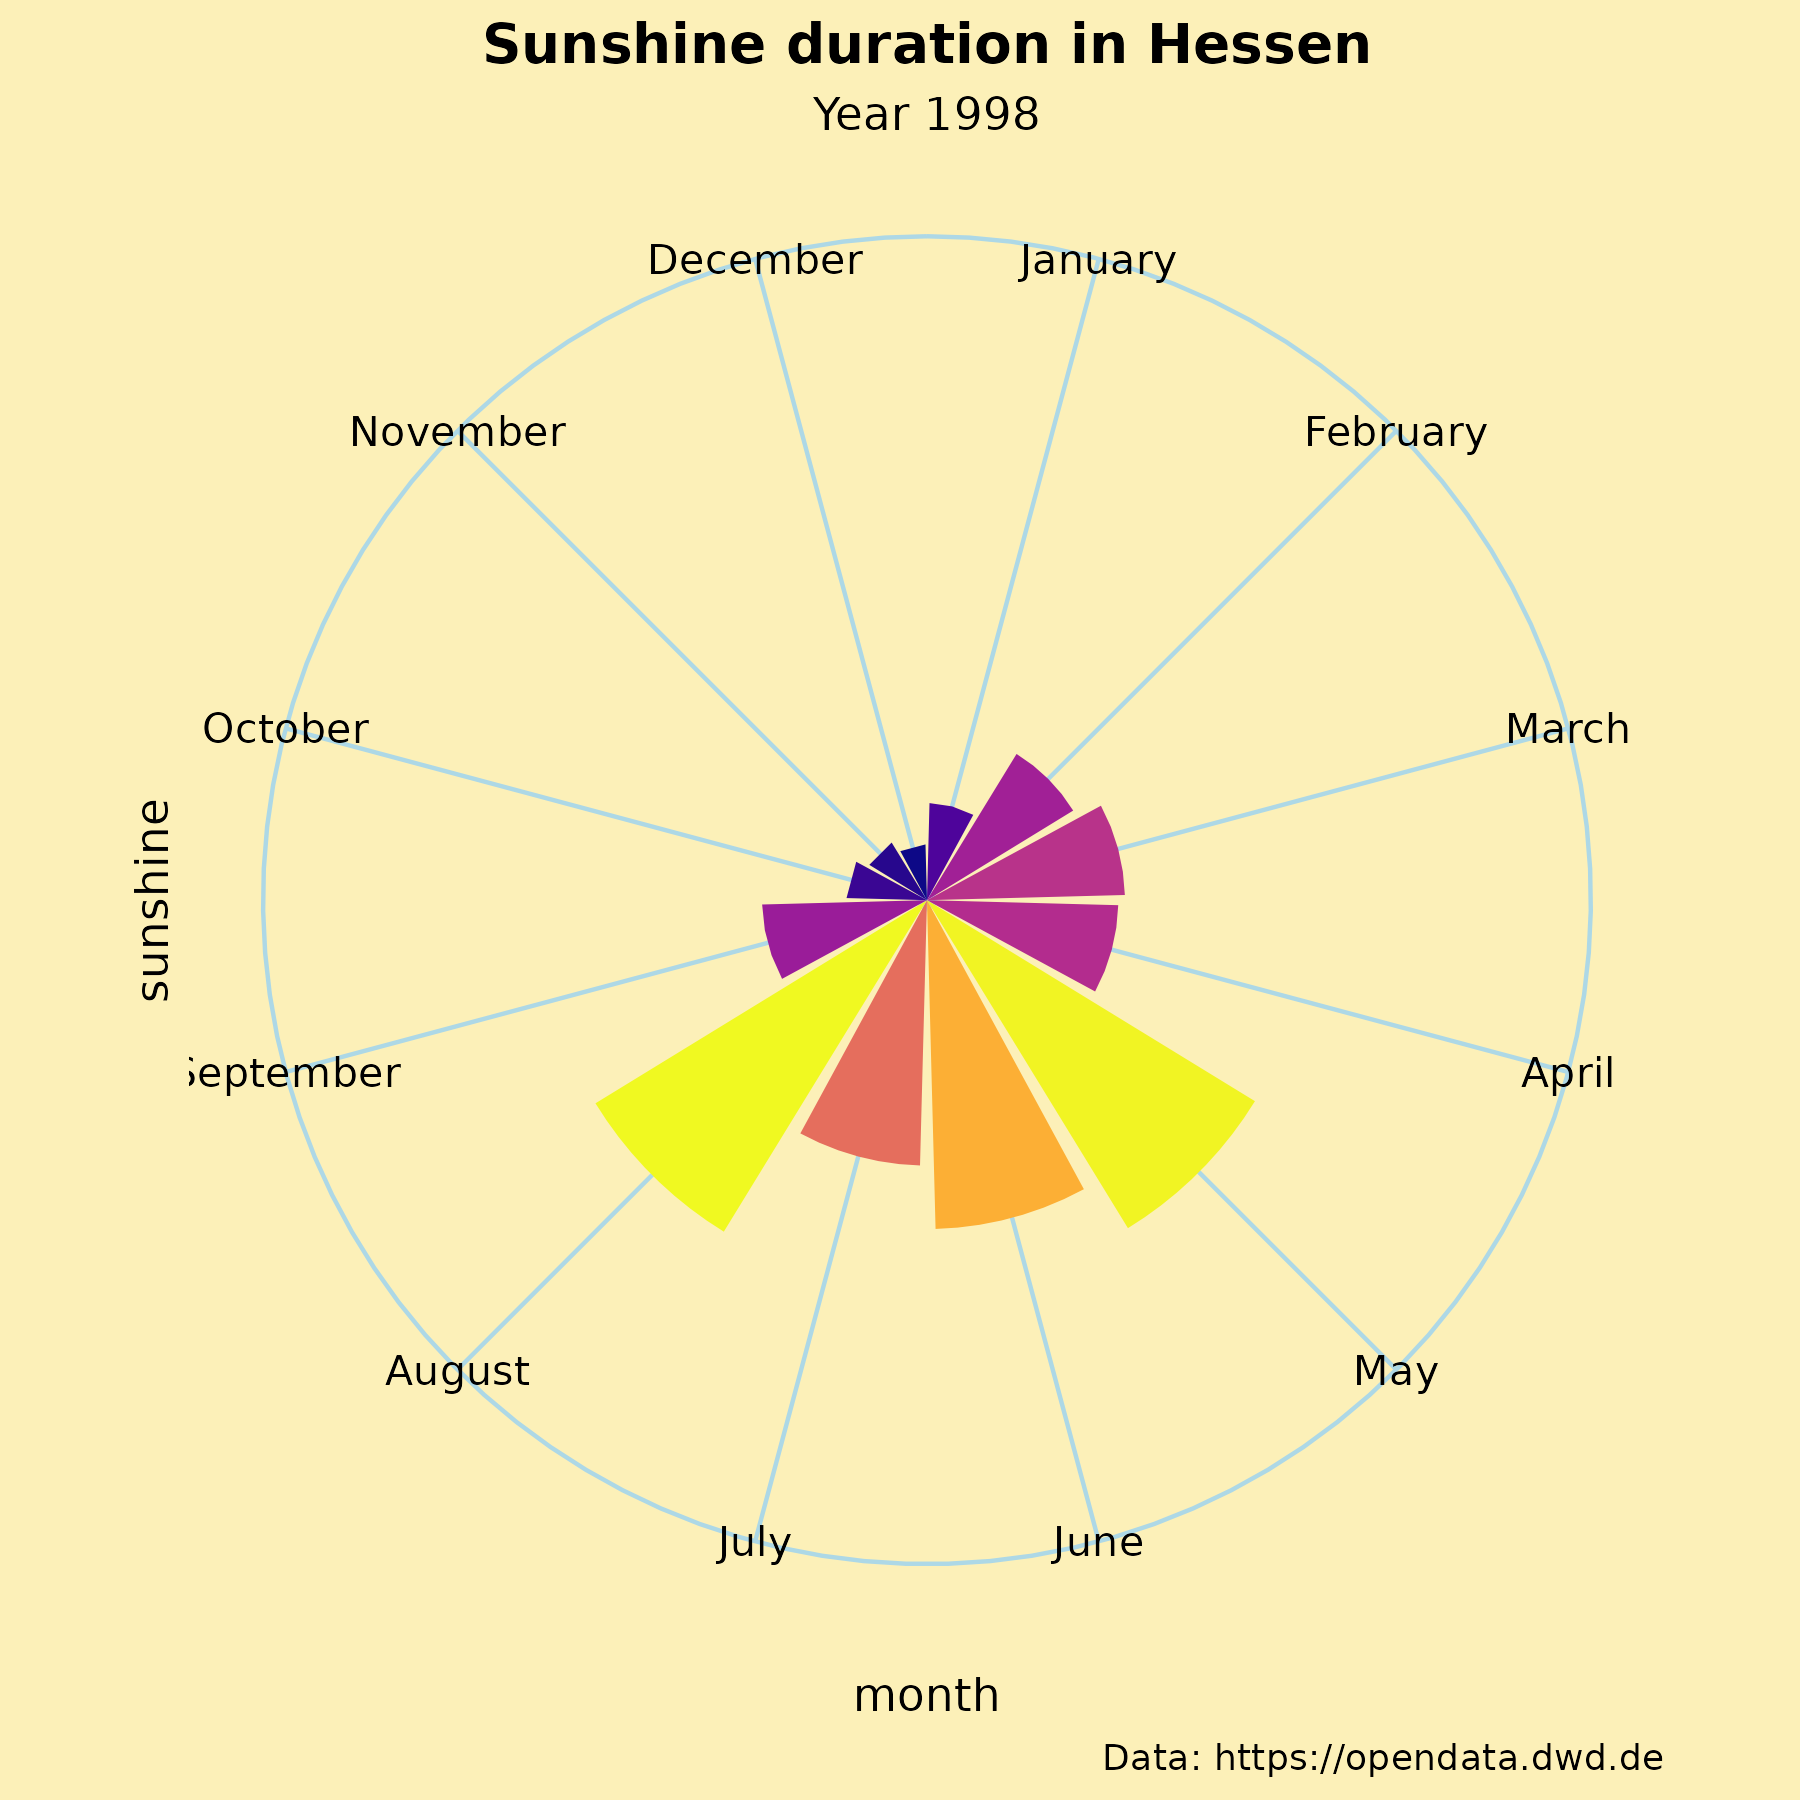 Sunshine duration in Hessen
Year 1998
December
January
November
February
October
March
sunshine
September
April
August
May
July
June
month
Data: https://opendata.dwd.de